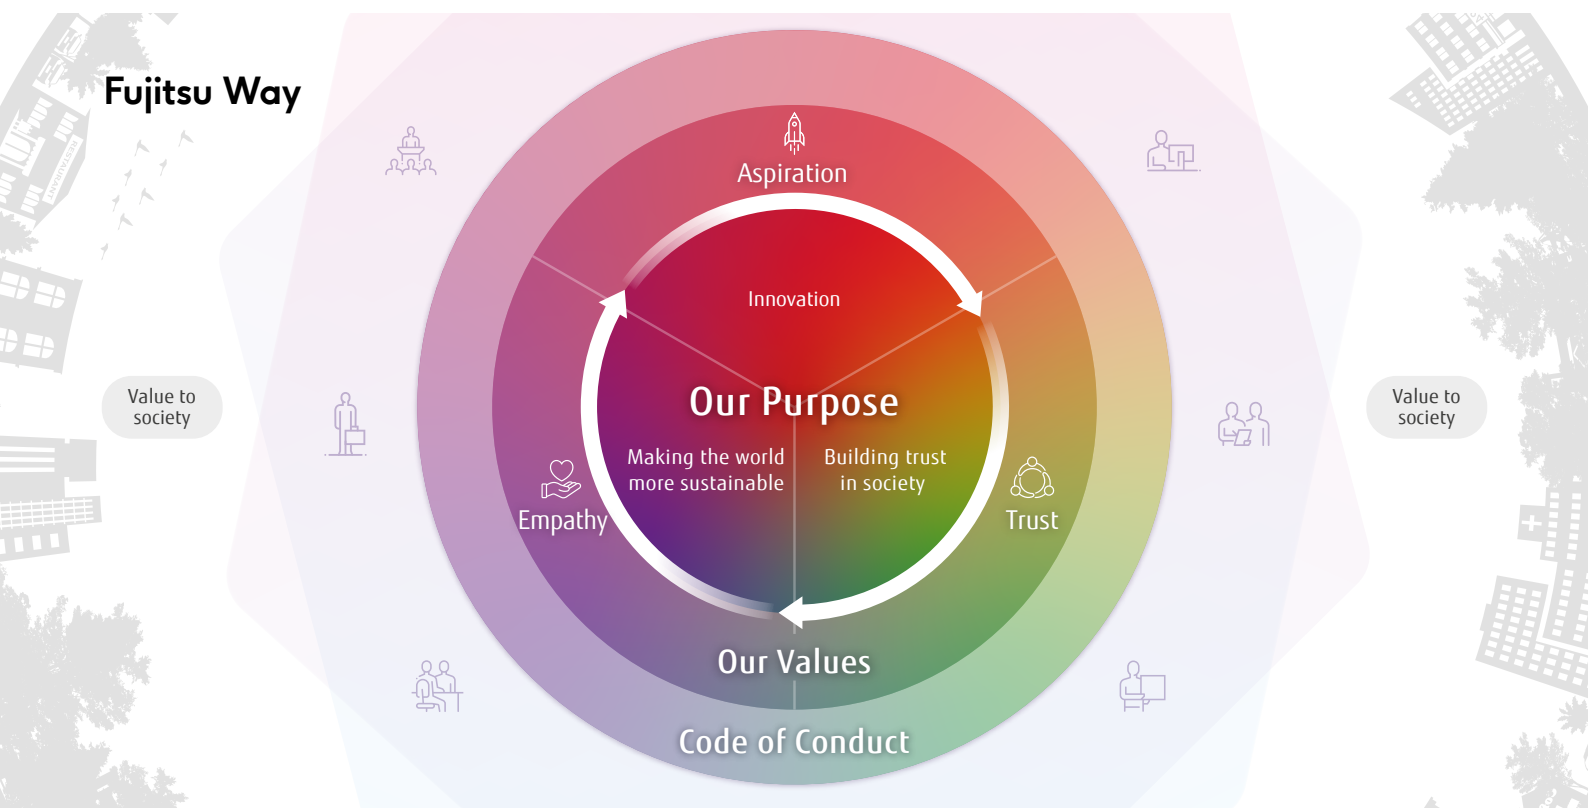 Fujitsu Way
RESTAURANT
Aspiration
Innovation
Our Purpose
Value to
society
Value to
society
Making the world
more sustainable
Building trust
in society
Empathy
Trust
Our Values
Code of Conduct